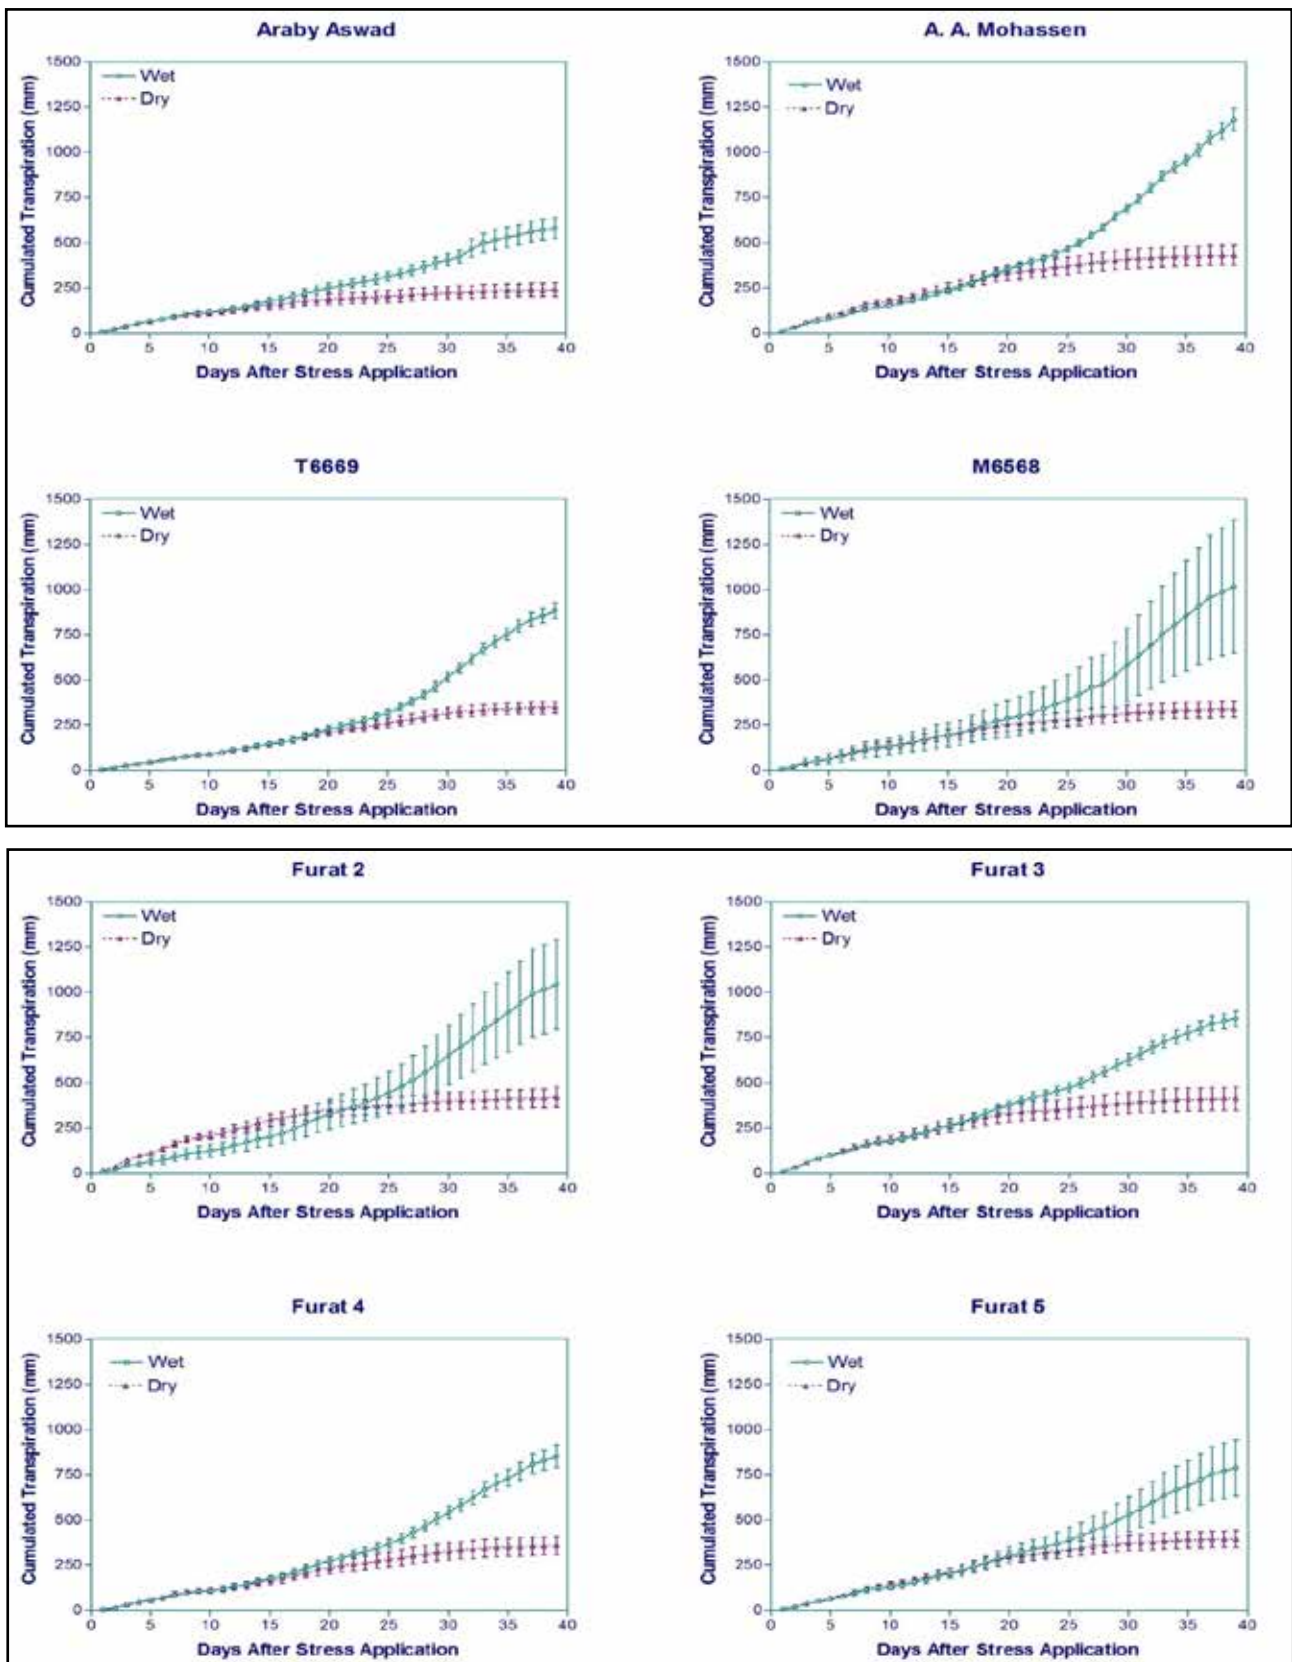 Araby Aswad
Cumulated Transpiration (mm)
1500
1250
1000
750
500
250
0
Wet
Dry
0 5 10 15 20 25 30 35 40
Days After Stress Application
A. A. Mohassen
Cumulated Transpiration (mm)
1500
1250
1000
750
500
250
0
Wet
Dry
0 5 10 15 20 25 30 35 40
Days After Stress Application
T6669
Cumulated Transpiration (mm)
1500
1250
1000
750
500
250
0
Wet
Dry
0 5 10 15 20 25 30 35 40
Days After Stress Application
M6568
Cumulated Transpiration (mm)
1500
1250
1000
750
500
250
0
Wet
Dry
0 5 10 15 20 25 30 35 40
Days After Stress Application
Furat 2
Cumulated Transpiration (mm)
1500
1250
1000
750
500
250
0
Wet
Dry
0 5 10 15 20 25 30 35 40
Days After Stress Application
Furat 3
Cumulated Transpiration (mm)
1500
1250
1000
750
500
250
0
Wet
Dry
0 5 10 15 20 25 30 35 40
Days After Stress Application
Furat 4
Cumulated Transpiration (mm)
1500
1250
1000
750
500
250
0
Wet
Dry
0 5 10 15 20 25 30 35 40
Days After Stress Application
Furat 5
Cumulated Transpiration (mm)
1500
1250
1000
750
500
250
0
Wet
Dry
0 5 10 15 20 25 30 35 40
Days After Stress Application